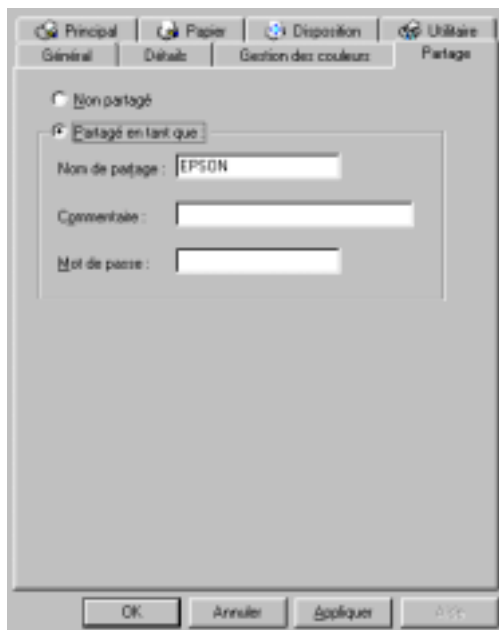 Principal Papier Disposition Utilitaire
Général Détails Gestion des couleurs Partage
Non partagé
Partagé en tant que :
Nom de partage : EPSON
Commentaire :
Mot de passe :
OK Annuler Appliquer Aide